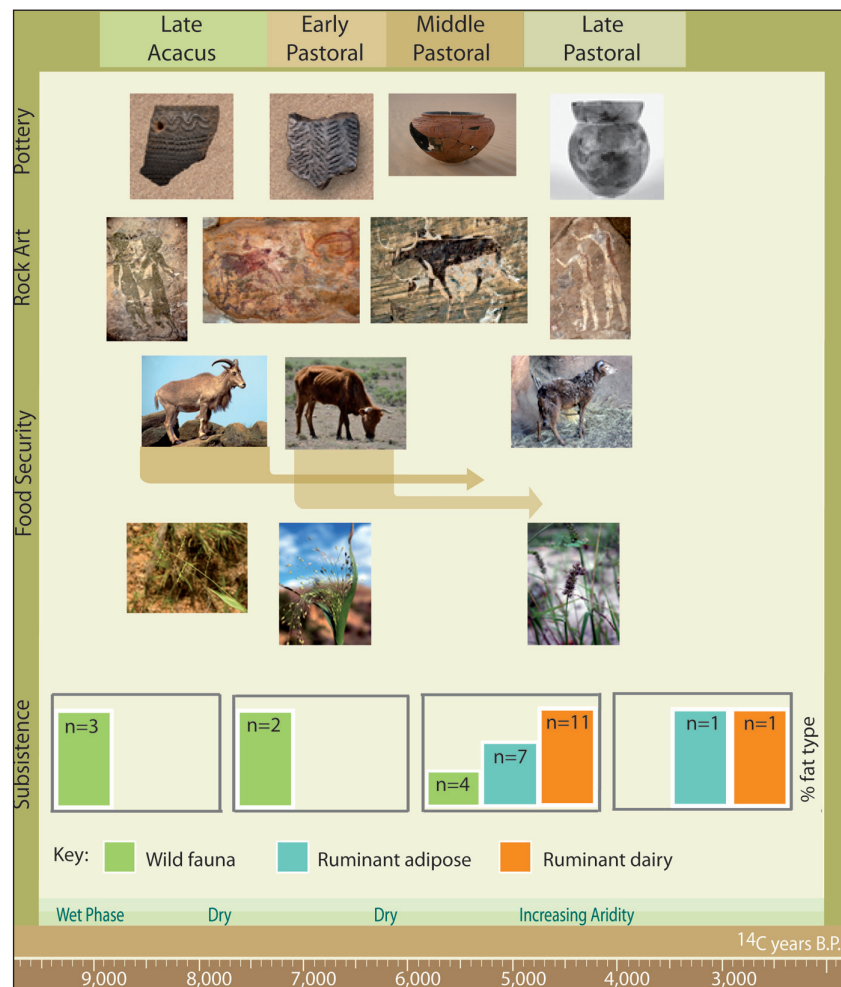 Late
Acacus
Early
Pastoral
Middle
Pastoral
Late
Pastoral
Pottery
Rock Art
Food Security
Subsistence
n=3
n=2
n=4
n=7
n=11
n=1
n=1
% fat type
Key:
Wild fauna
Ruminant adipose
Ruminant dairy
Wet Phase
Dry
Dry
Increasing Aridity
14C years B.P.
9,000
8,000
7,000
6,000
5,000
4,000
3,000